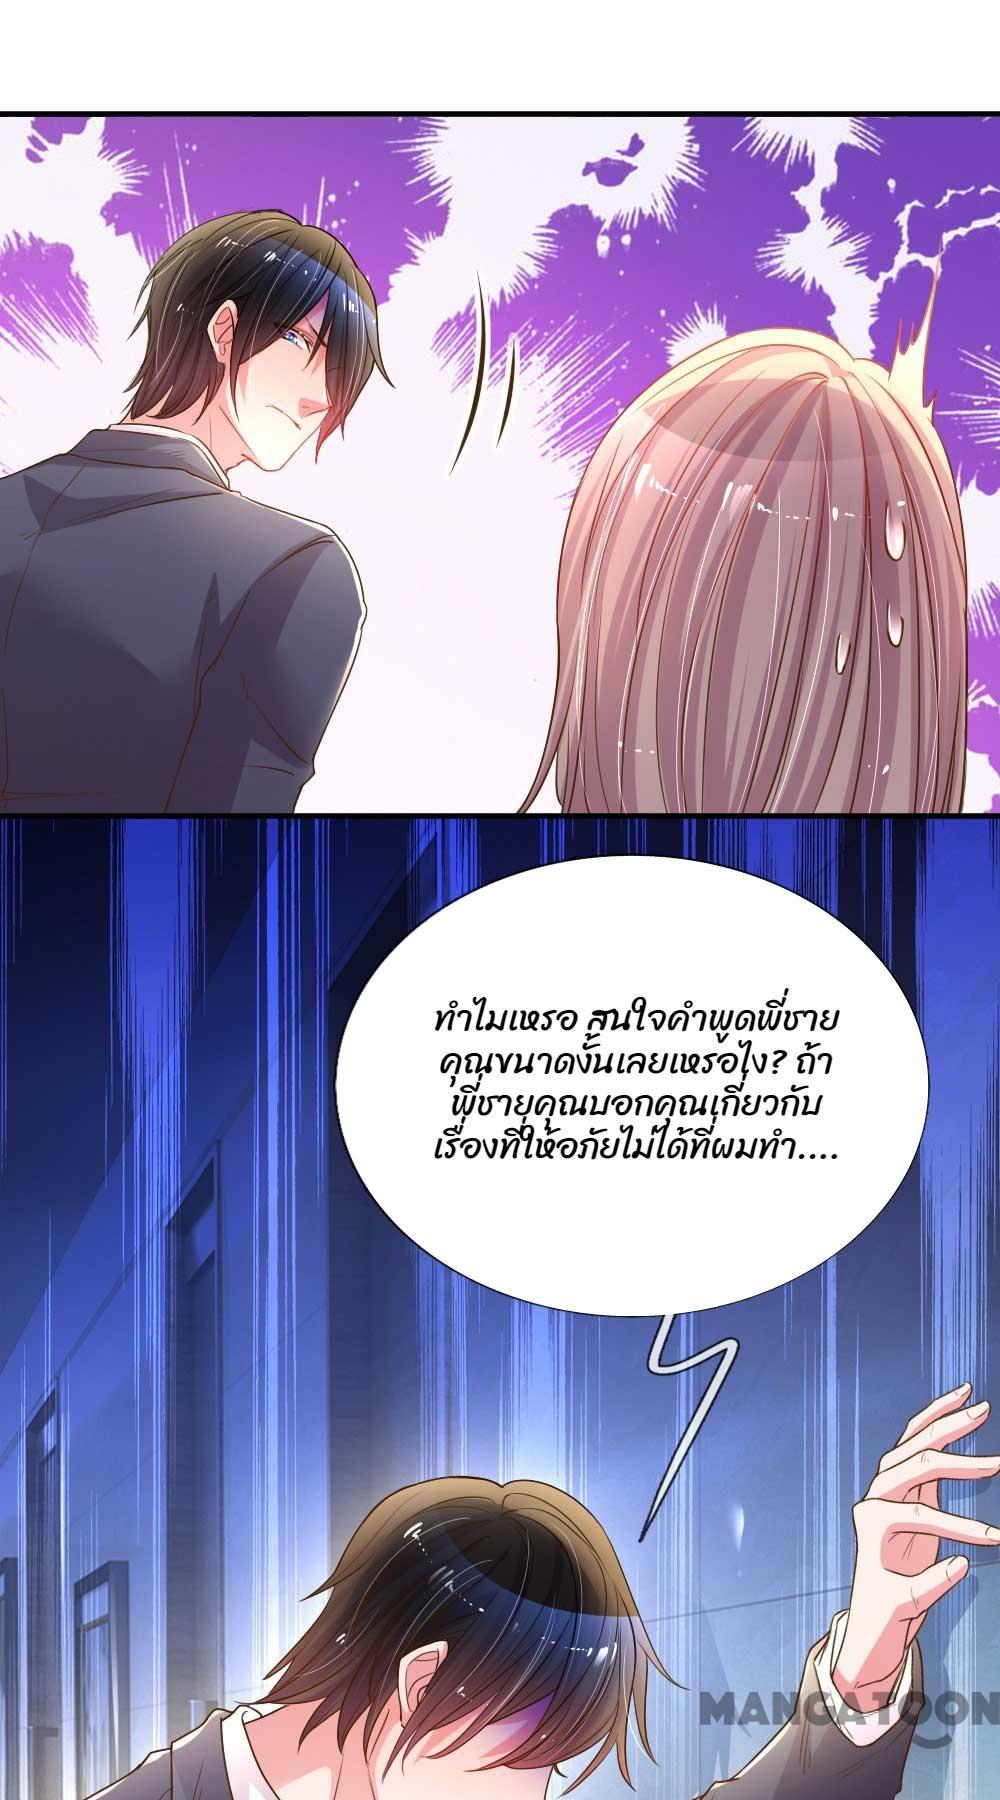 ทำไมเหรอ สนใจคำพูดพี่ชาย
คุณขนาดงั้นเลยเหรอไง? ถ้า
พี่ชายคุณบอกคุณเกี่ยวกับ
เรื่องที่ให้อภัยไม่ได้ที่ผมทำ....
MANGATOON